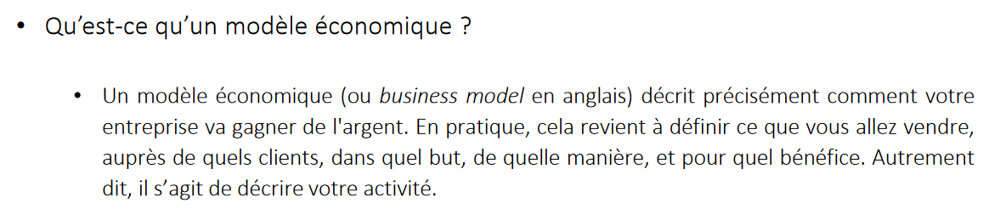 • Qu’est-ce qu’un modèle économique ?
• Un modèle économique (ou business model en anglais) décrit précisément comment votre
entreprise va gagner de l'argent. En pratique, cela revient à définir ce que vous allez vendre,
auprès de quels clients, dans quel but, de quelle manière, et pour quel bénéfice. Autrement
dit, il s’agit de décrire votre activité.